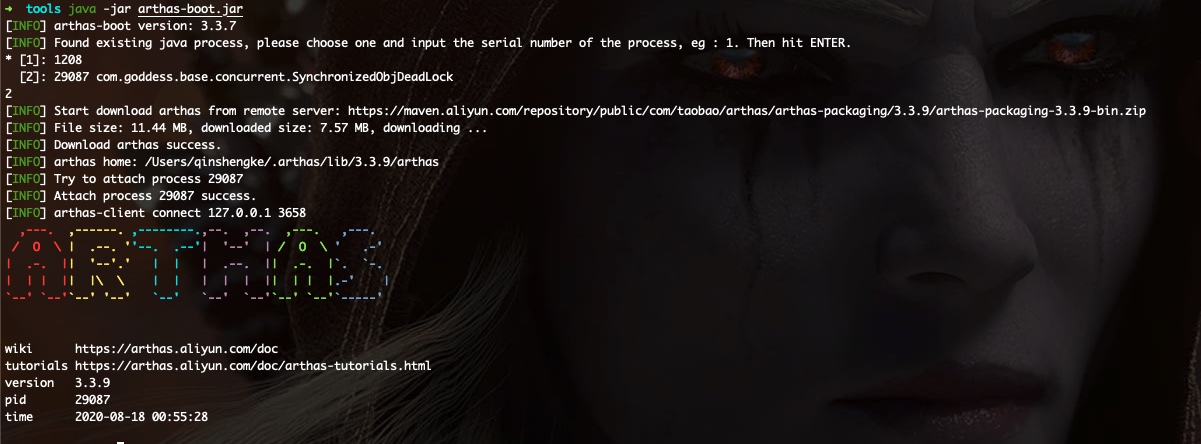 ➜  tools java -jar arthas-boot.jar
[INFO] arthas-boot version: 3.3.7
[INFO] Found existing java process, please choose one and input the serial number of the process, eg : 1. Then hit ENTER.
* [1]: 1208
  [2]: 29087 com.goddess.base.concurrent.SynchronizedObjDeadLock
2
[INFO] Start download arthas from remote server: https://maven.aliyun.com/repository/public/com/taobao/arthas/arthas-packaging/3.3.9/arthas-packaging-3.3.9-bin.zip
[INFO] File size: 11.44 MB, downloaded size: 7.57 MB, downloading ...
[INFO] Download arthas success.
[INFO] arthas home: /Users/qinshengke/.arthas/lib/3.3.9/arthas
[INFO] Try to attach process 29087
[INFO] Attach process 29087 success.
[INFO] arthas-client connect 127.0.0.1 3658
ARTHAS
wiki      https://arthas.aliyun.com/doc
tutorials https://arthas.aliyun.com/doc/arthas-tutorials.html
version   3.3.9
pid       29087
time      2020-08-18 00:55:28